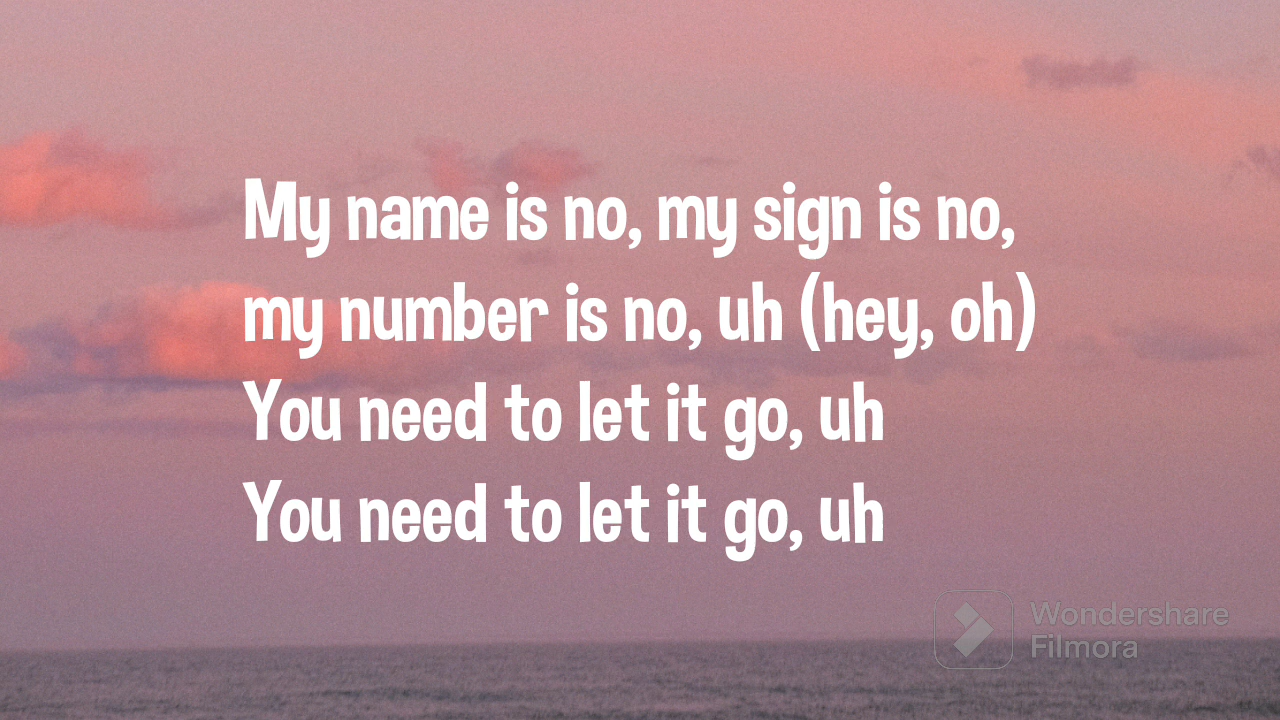 My name is no, my sign is no,
my number is no, uh (hey, oh)
You need to let it go, uh
You need to let it go, uh
Wondershare
Filmora